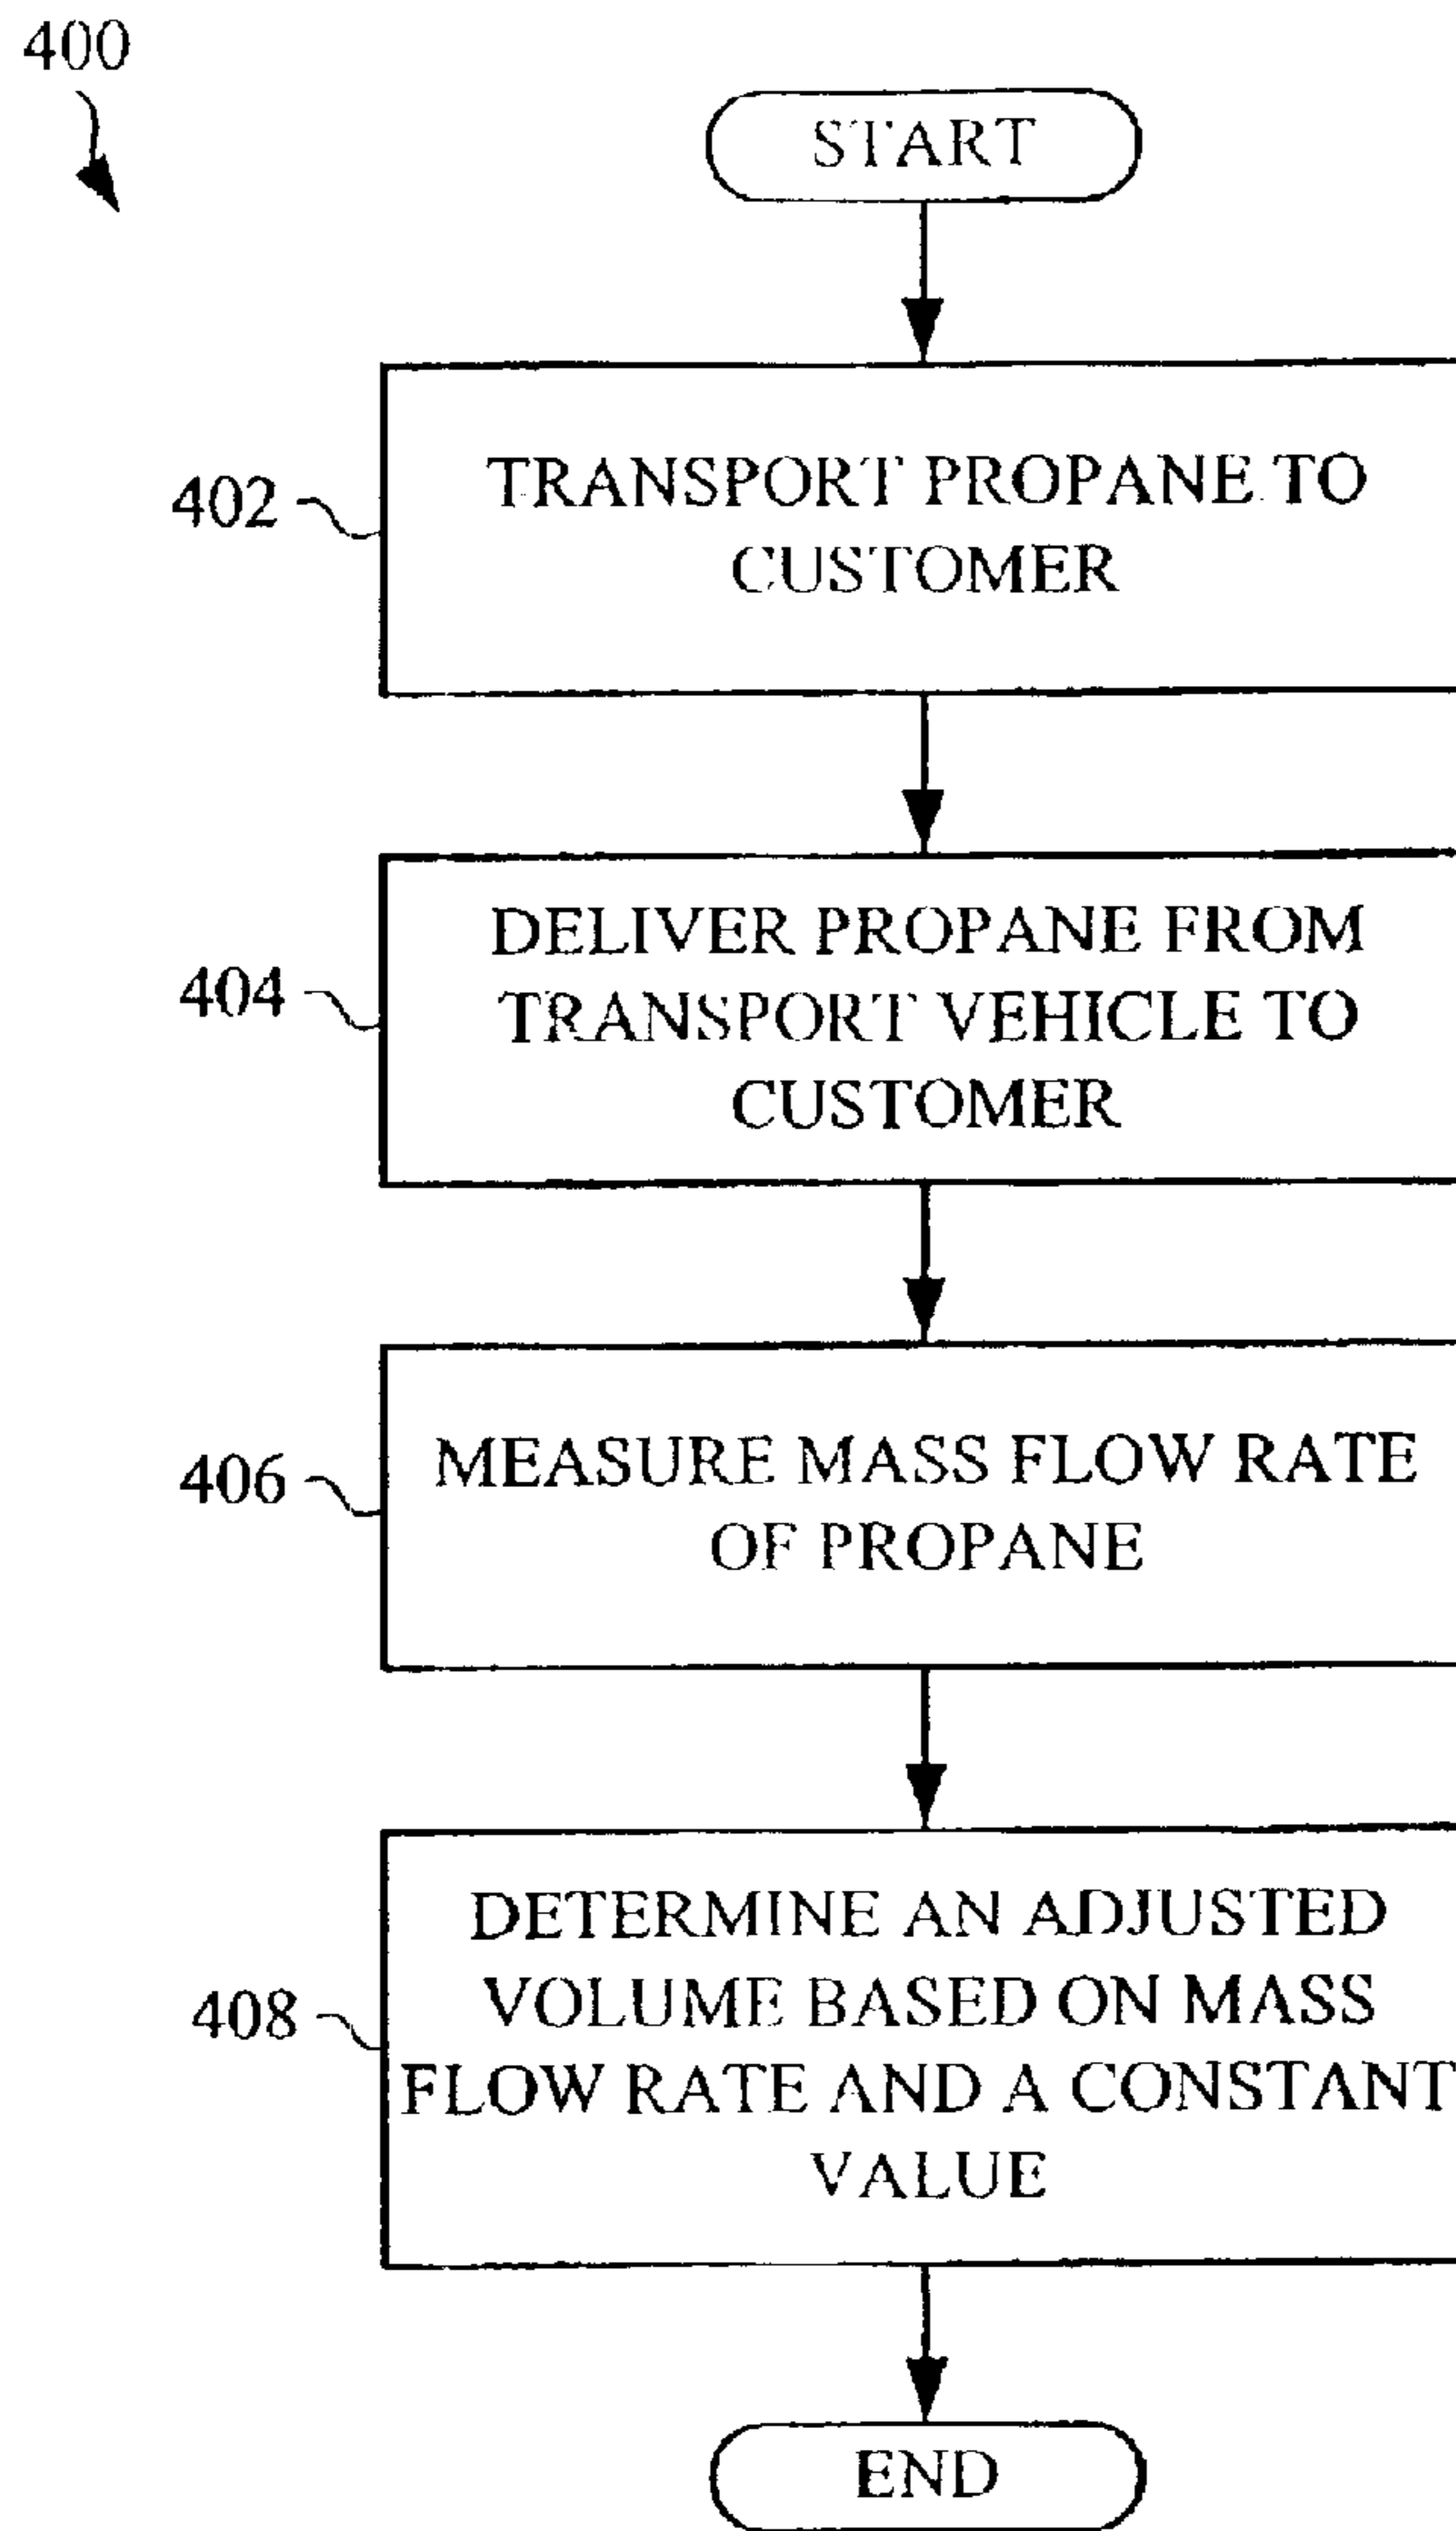 400
START
402
TRANSPORT PROPANE TO
CUSTOMER
404
DELIVER PROPANE FROM
TRANSPORT VEHICLE TO
CUSTOMER
406
MEASURE MASS FLOW RATE
OF PROPANE
408
DETERMINE AN ADJUSTED
VOLUME BASED ON MASS
FLOW RATE AND A CONSTANT
VALUE
END